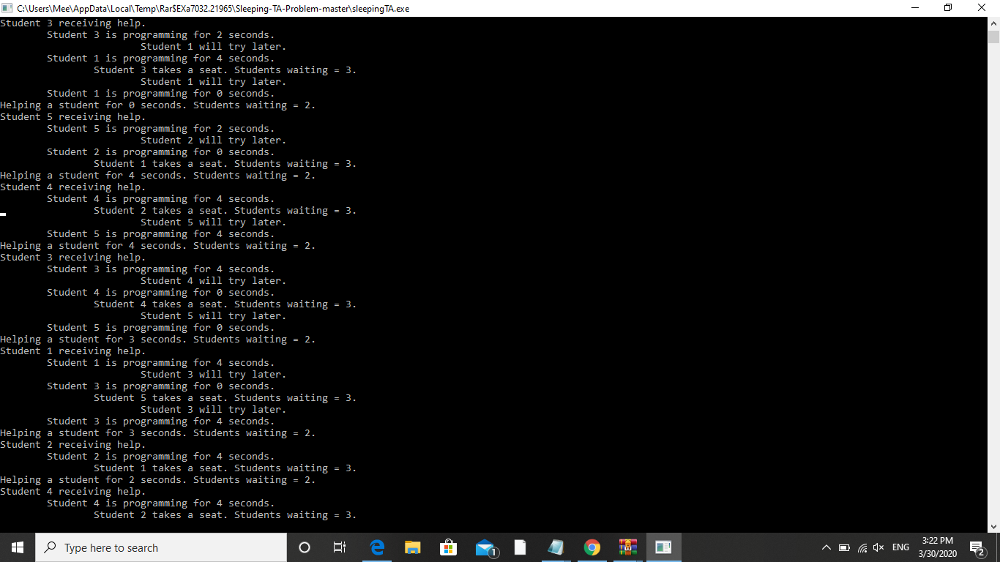 C:\Users\Mee\AppData\Local\Temp\Rar$EXa7032.21965\Sleeping-TA-Problem-master\sleepingTA.exe
Student 3 receiving help.
Student 3 is programming for 2 seconds.
Student 1 will try later.
Student 1 is programming for 4 seconds.
Student 3 takes a seat. Students waiting = 3.
Student 1 will try later.
Student 1 is programming for 0 seconds.
Helping a student for 0 seconds. Students waiting = 2.
Student 5 receiving help.
Student 5 is programming for 2 seconds.
Student 2 will try later.
Student 2 is programming for 0 seconds.
Student 1 takes a seat. Students waiting = 3.
Helping a student for 4 seconds. Students waiting = 2.
Student 4 receiving help.
Student 4 is programming for 4 seconds.
Student 2 takes a seat. Students waiting = 3.
Student 5 will try later.
Student 5 is programming for 4 seconds.
Helping a student for 4 seconds. Students waiting = 2.
Student 3 receiving help.
Student 3 is programming for 4 seconds.
Student 4 will try later.
Student 4 is programming for 0 seconds.
Student 4 takes a seat. Students waiting = 3.
Student 5 will try later.
Student 5 is programming for 0 seconds.
Helping a student for 3 seconds. Students waiting = 2.
Student 1 receiving help.
Student 1 is programming for 4 seconds.
Student 3 will try later.
Student 3 is programming for 0 seconds.
Student 5 takes a seat. Students waiting = 3.
Student 3 will try later.
Student 3 is programming for 4 seconds.
Helping a student for 3 seconds. Students waiting = 2.
Student 2 receiving help.
Student 2 is programming for 4 seconds.
Student 1 takes a seat. Students waiting = 3.
Helping a student for 2 seconds. Students waiting = 2.
Student 4 receiving help.
Student 4 is programming for 4 seconds.
Student 2 takes a seat. Students waiting = 3.
Type here to search
1
ENG
3:22 PM
3/30/2020
2